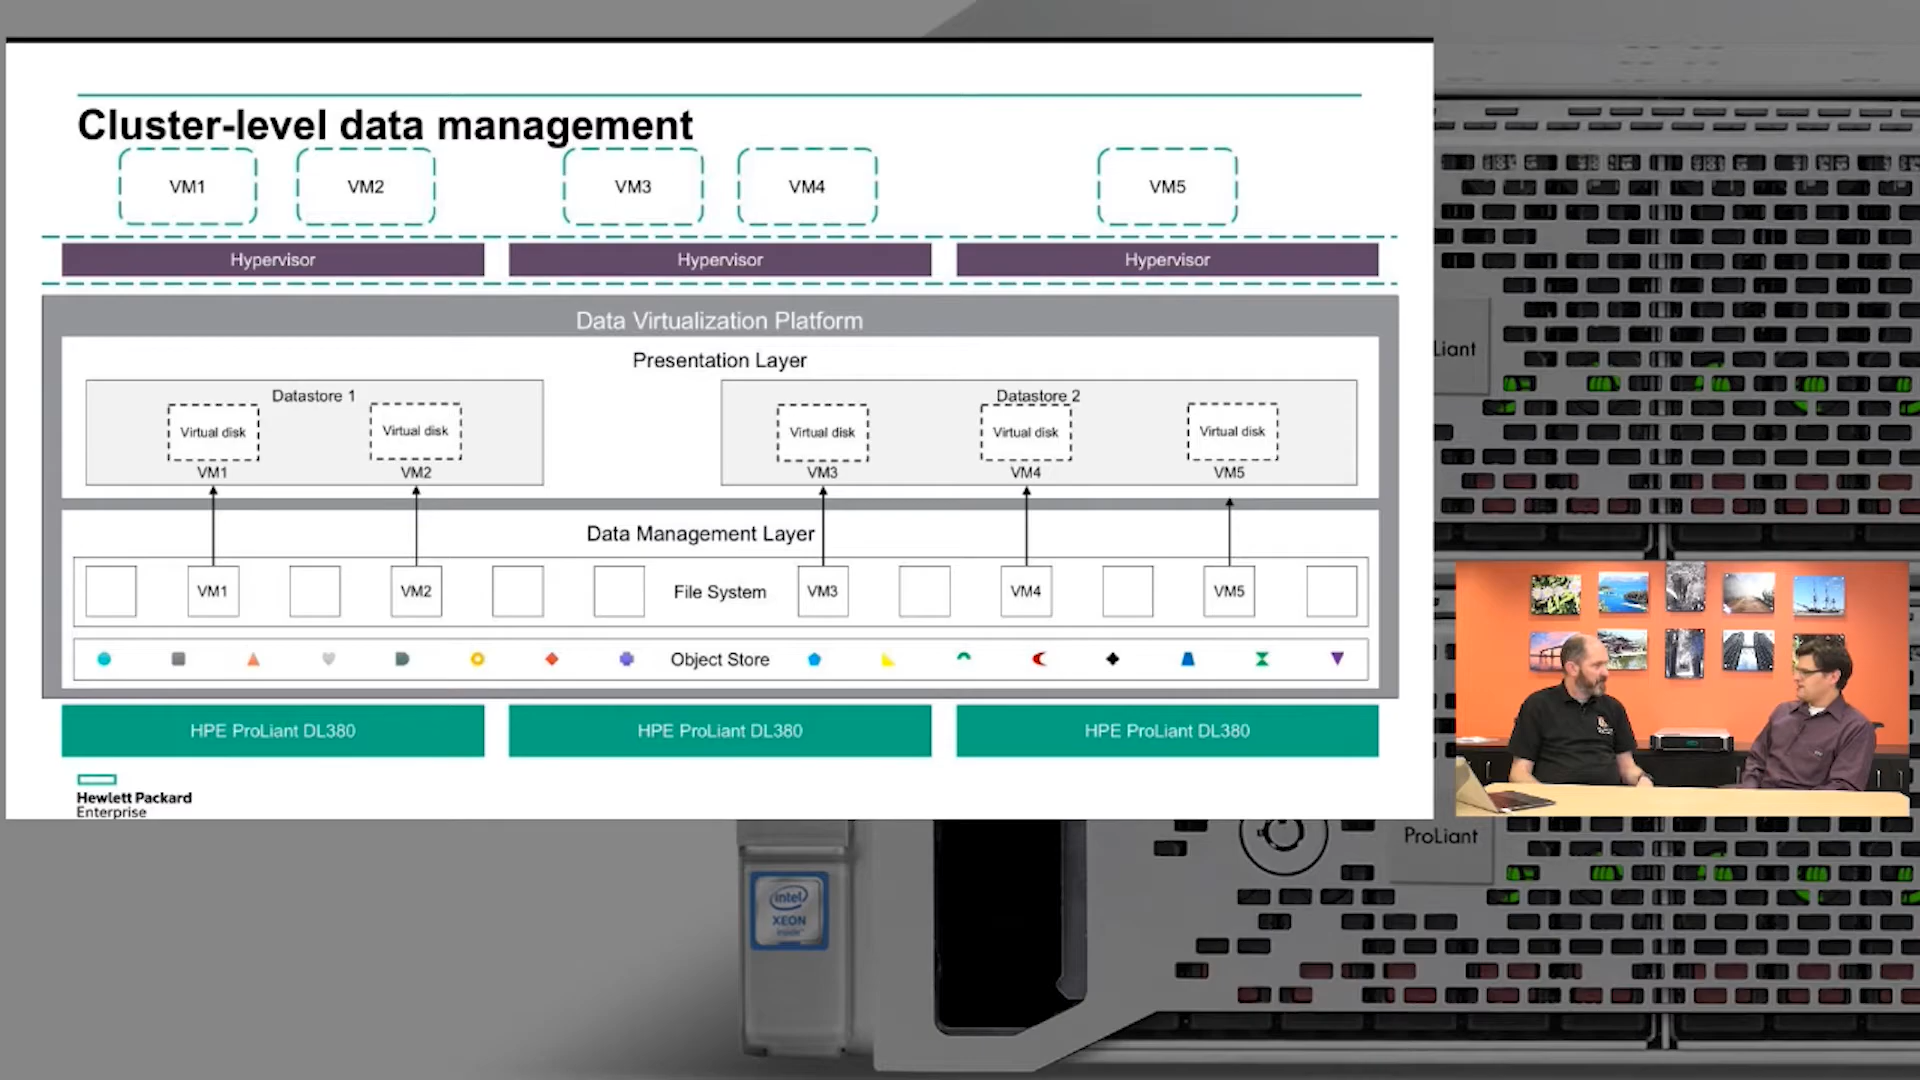 Cluster-level data management
VM1
VM2
VM3
VM4
VM5
Hypervisor
Hypervisor
Hypervisor
Data Virtualization Platform
Presentation Layer
Datastore 1
Datastore 2
Virtual disk
Virtual disk
Virtual disk
Virtual disk
Virtual disk
VM1
VM2
VM3
VM4
VM5
Data Management Layer
VM1
VM2
File System
VM3
VM4
VM5
Object Store
HPE ProLiant DL380
HPE ProLiant DL380
HPE ProLiant DL380
Hewlett Packard
Enterprise
Liant
ProLiant
intel
XEON
inside™